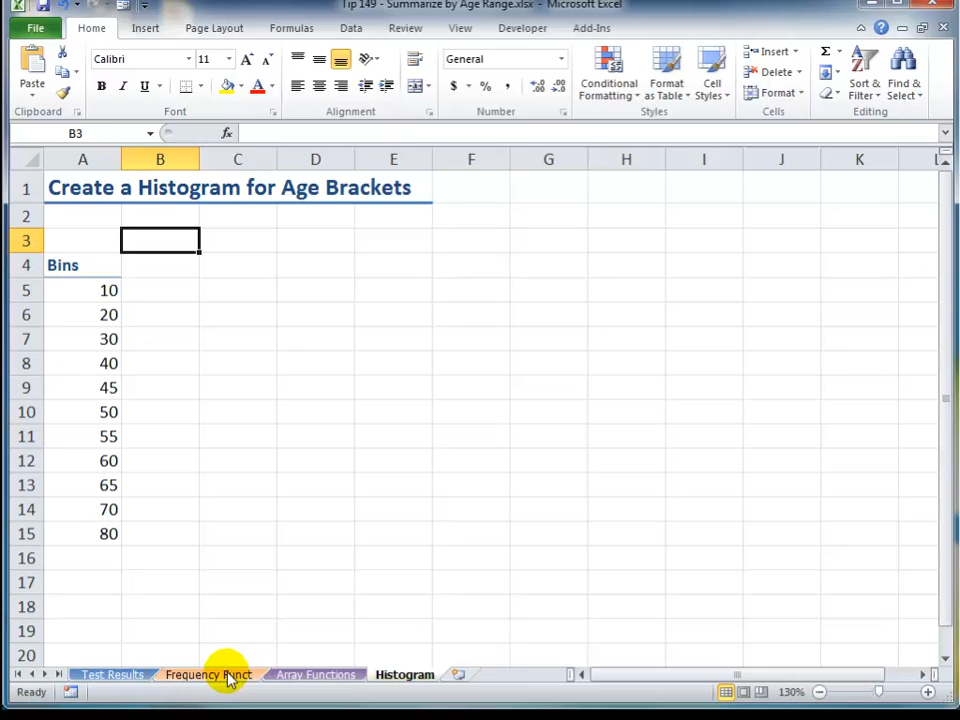 Tip 149 - Summarize by Age Range.xlsx - Microsoft Excel
File Home Insert Page Layout Formulas Data Review View Developer Add-Ins
Paste Calibri 11 General Conditional Formatting Format as Table Cell Styles Insert Delete Format Sort & Filter Find & Select
Clipboard Font Alignment Number Styles Cells Editing
B3 fx
A B C D E F G H I J K L
1 Create a Histogram for Age Brackets
2
3
4 Bins
5 10
6 20
7 30
8 40
9 45
10 50
11 55
12 60
13 65
14 70
15 80
16
17
18
19
20
Test Results Frequency Funct Array Functions Histogram
Ready 130%